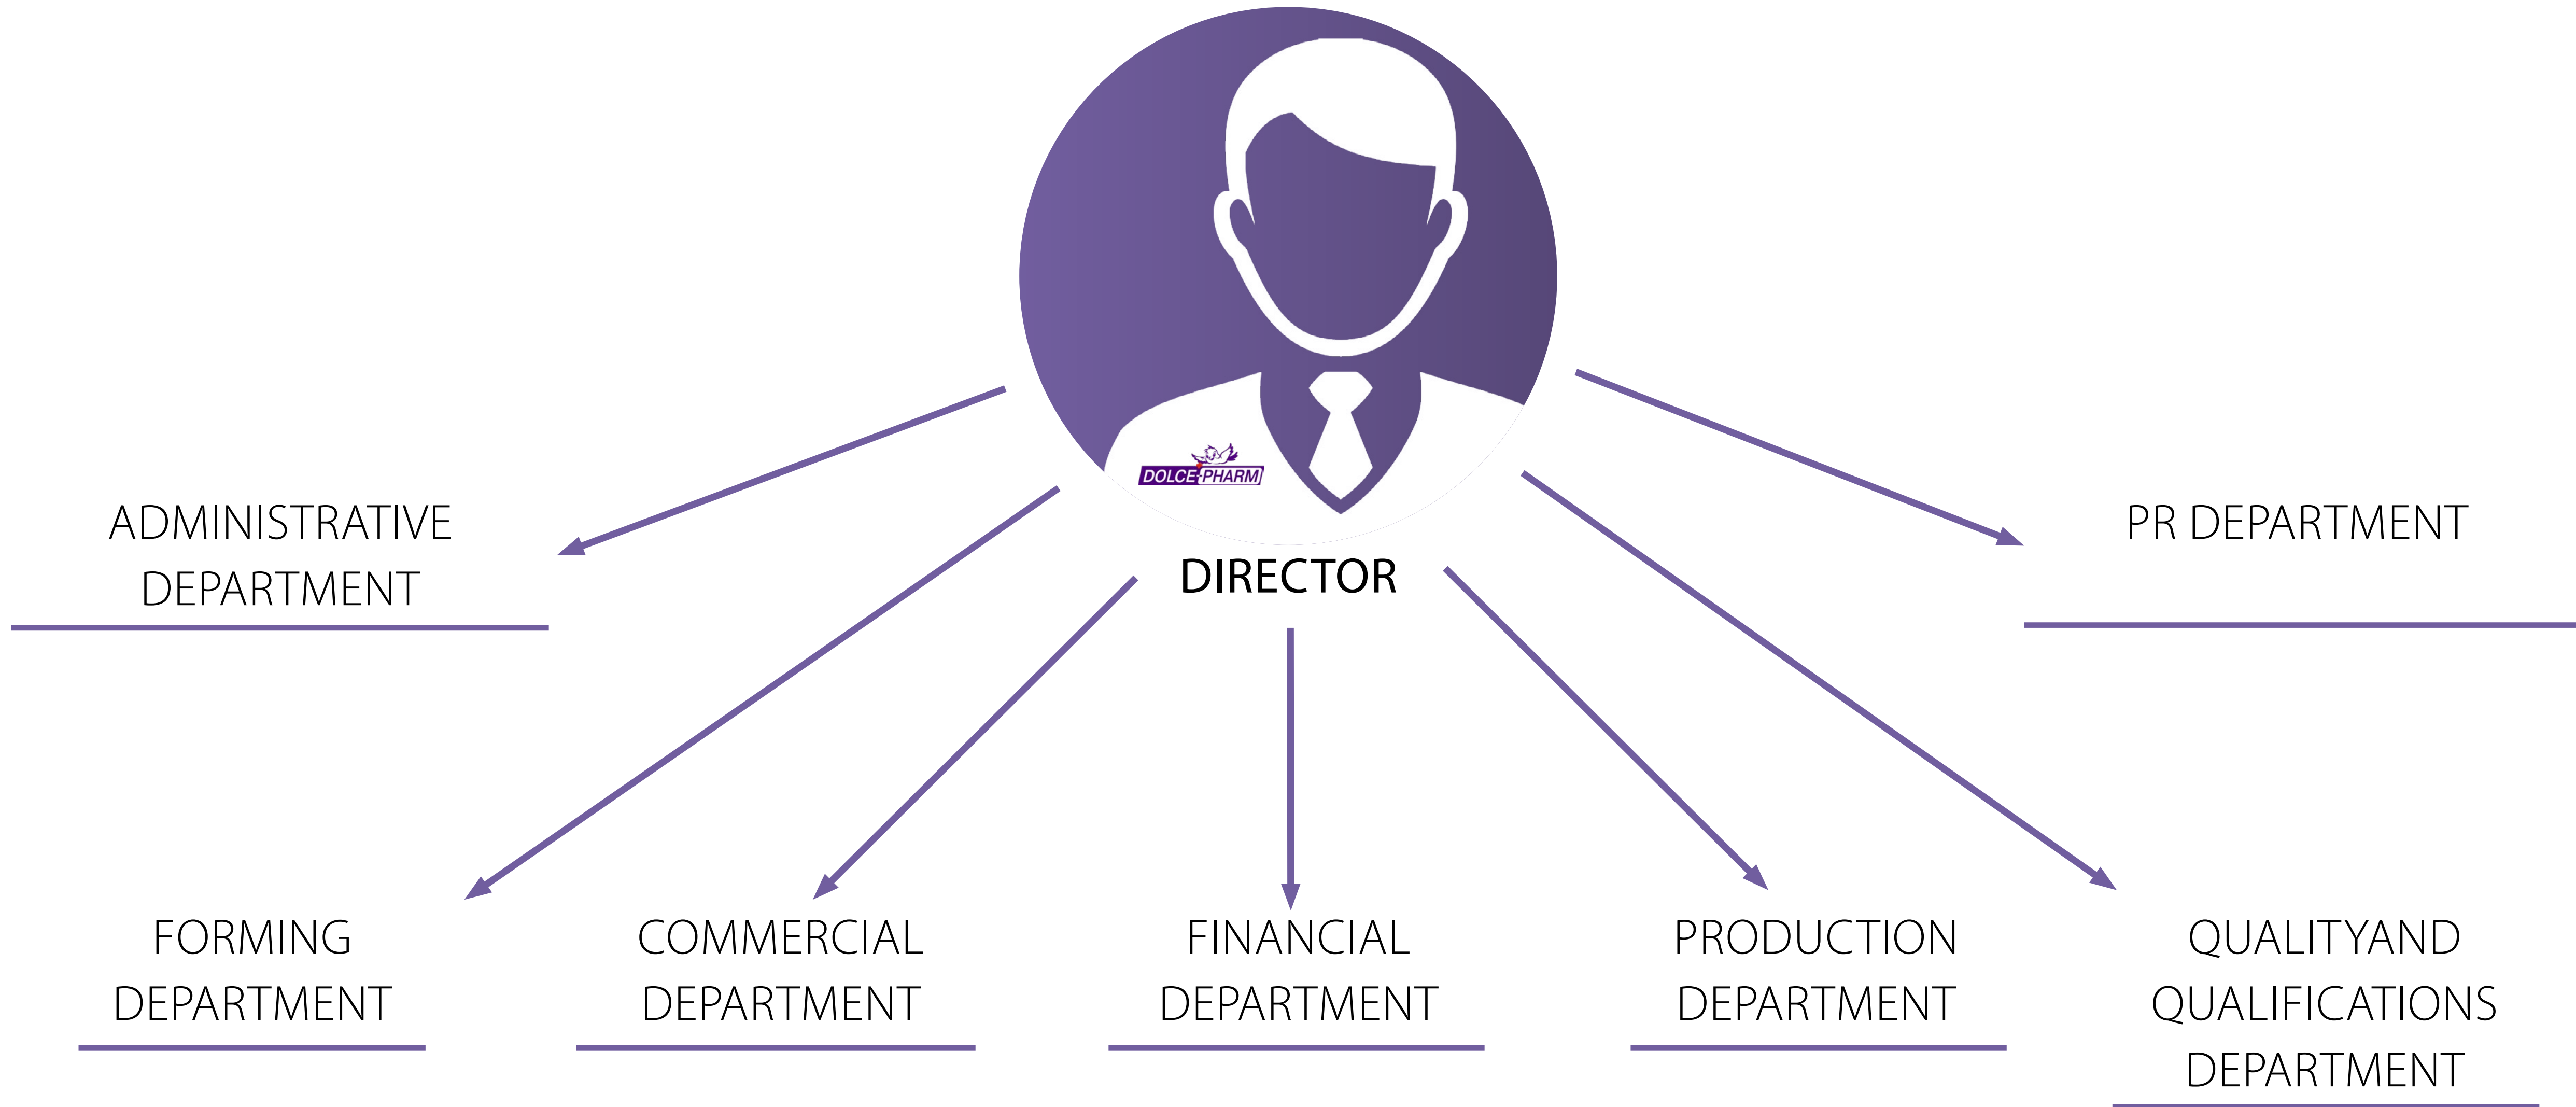 DOLCE-PHARM
DIRECTOR
ADMINISTRATIVE
DEPARTMENT
PR DEPARTMENT
FORMING
DEPARTMENT
COMMERCIAL
DEPARTMENT
FINANCIAL
DEPARTMENT
PRODUCTION
DEPARTMENT
QUALITYAND
QUALIFICATIONS
DEPARTMENT